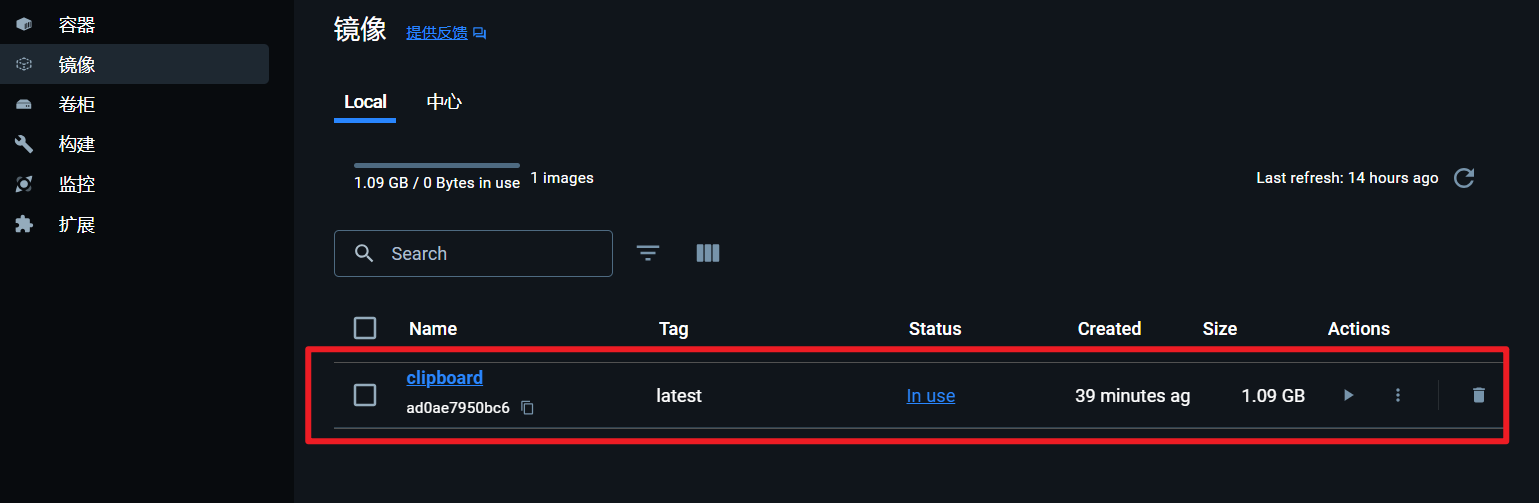 容器
镜像
卷柜
构建
监控
扩展
镜像 提供反馈
Local 中心
1.09 GB / 0 Bytes in use 1 images Last refresh: 14 hours ago
Search
Name Tag Status Created Size Actions
clipboard
ad0ae7950bc6 latest In use 39 minutes ag 1.09 GB